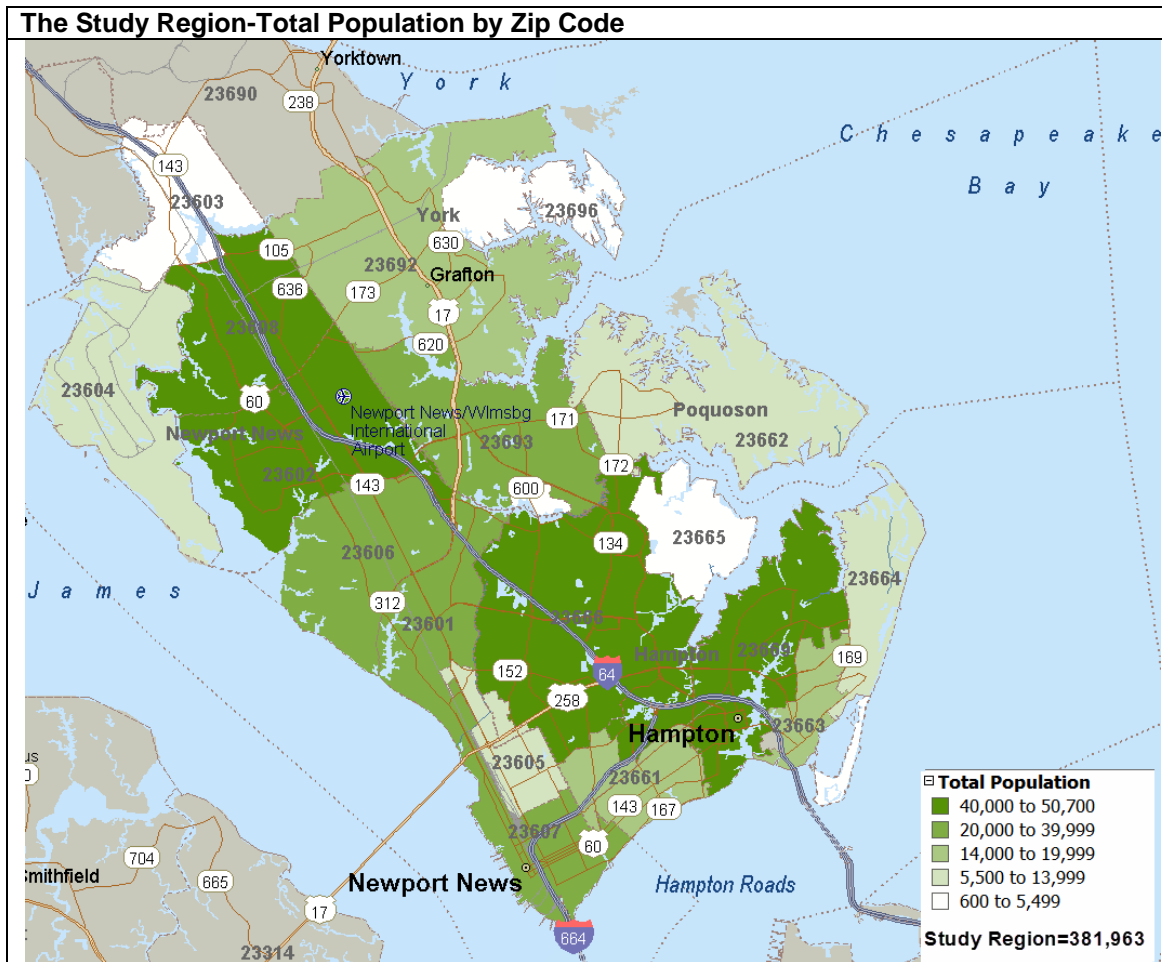 The Study Region-Total Population by Zip Code
Yorktown
York
23690
238
Chesapeake
Bay
143
23603
23696
York
630
105
23692
Grafton
636
173
17
23608
620
23604
60
Newport News/Wlmsbg
International
Airport
Newport News
171
Poquoson
23693
23662
172
23602
143
600
23665
134
23606
23664
James
312
23601
23666
23669
Hampton
169
152
64
258
23663
Hampton
us
23605
23661
0
143
167
23607
60
704
Smithfield
665
Newport News
Hampton Roads
17
664
23314
Total Population
40,000 to 50,700
20,000 to 39,999
14,000 to 19,999
5,500 to 13,999
600 to 5,499
Study Region=381,963